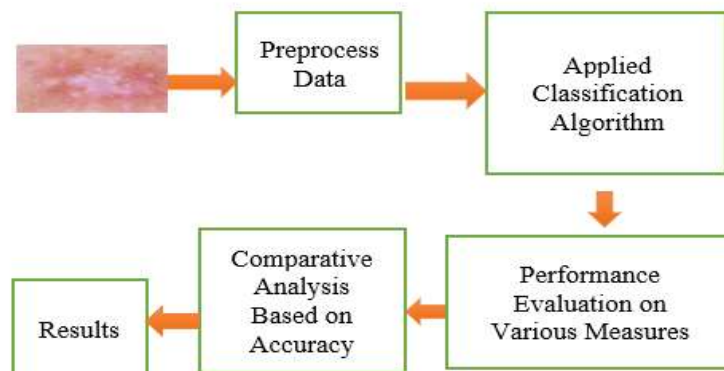 Preprocess
Data
Applied
Classification
Algorithm
Performance
Evaluation on
Various Measures
Comparative
Analysis
Based on
Accuracy
Results